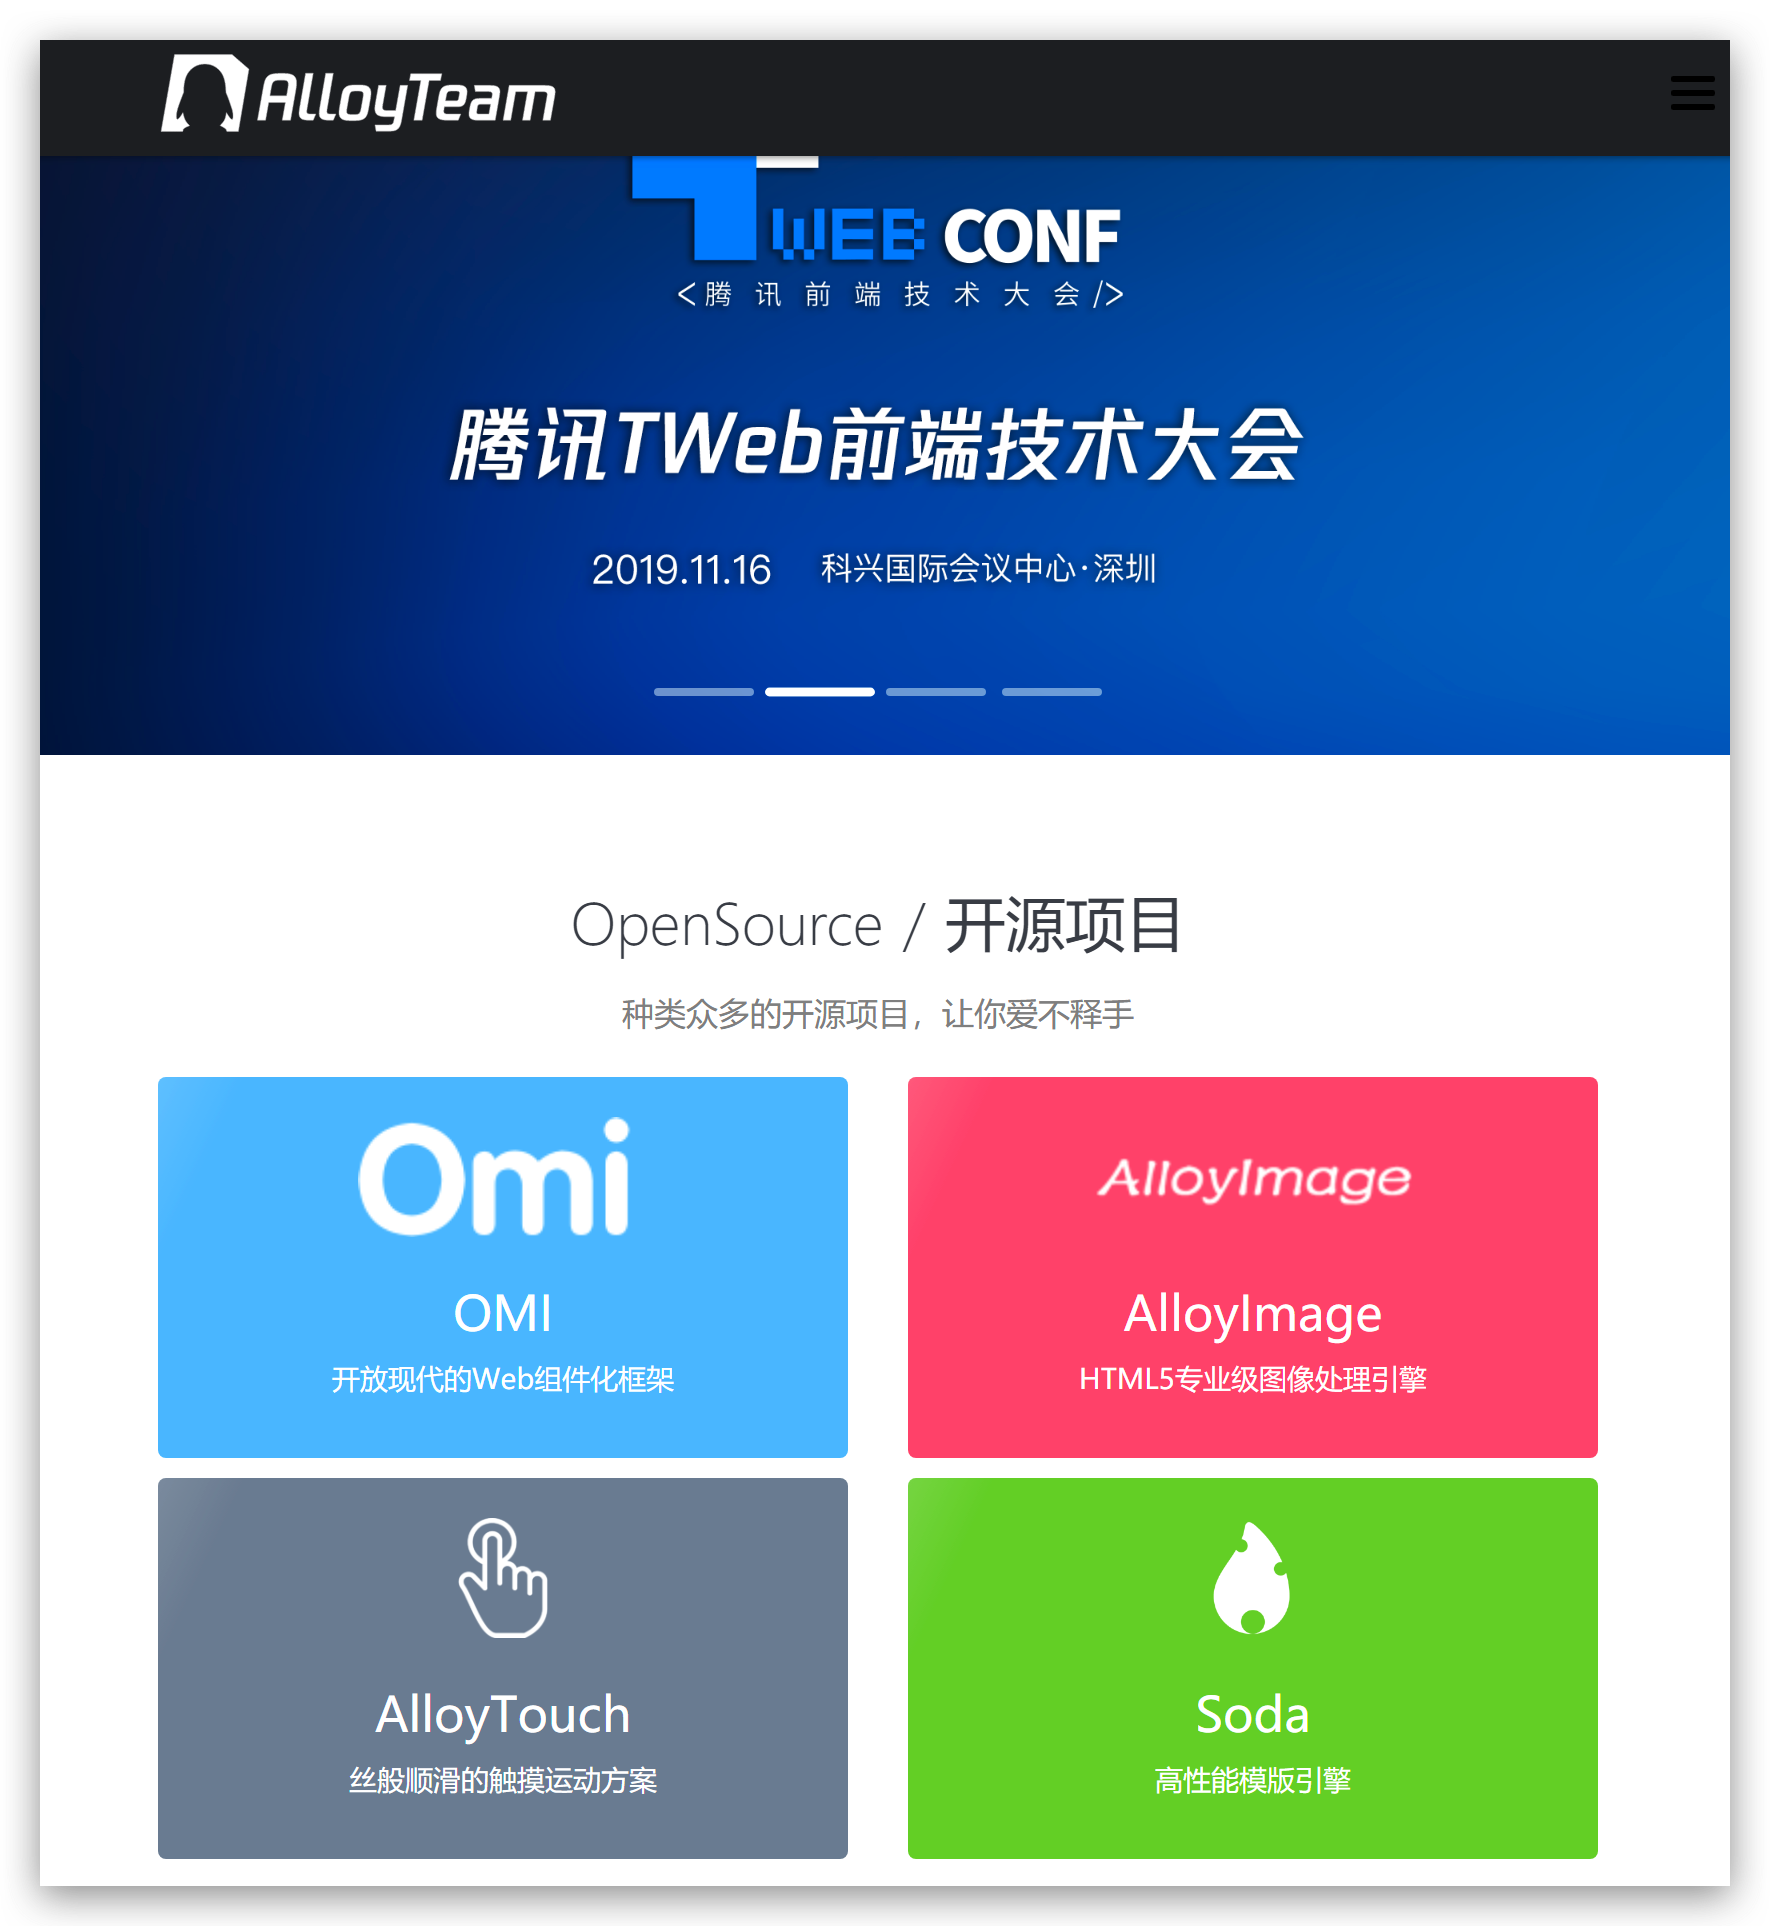 AlloyTeam
WEB CONF
<腾讯前端技术大会/>
腾讯TWeb前端技术大会
2019.11.16 科兴国际会议中心·深圳
OpenSource / 开源项目
种类众多的开源项目，让你爱不释手
Omi
AlloyImage
OMI
AlloyImage
开放现代的Web组件化框架
HTML5专业级图像处理引擎
AlloyTouch
Soda
丝般顺滑的触摸运动方案
高性能模版引擎